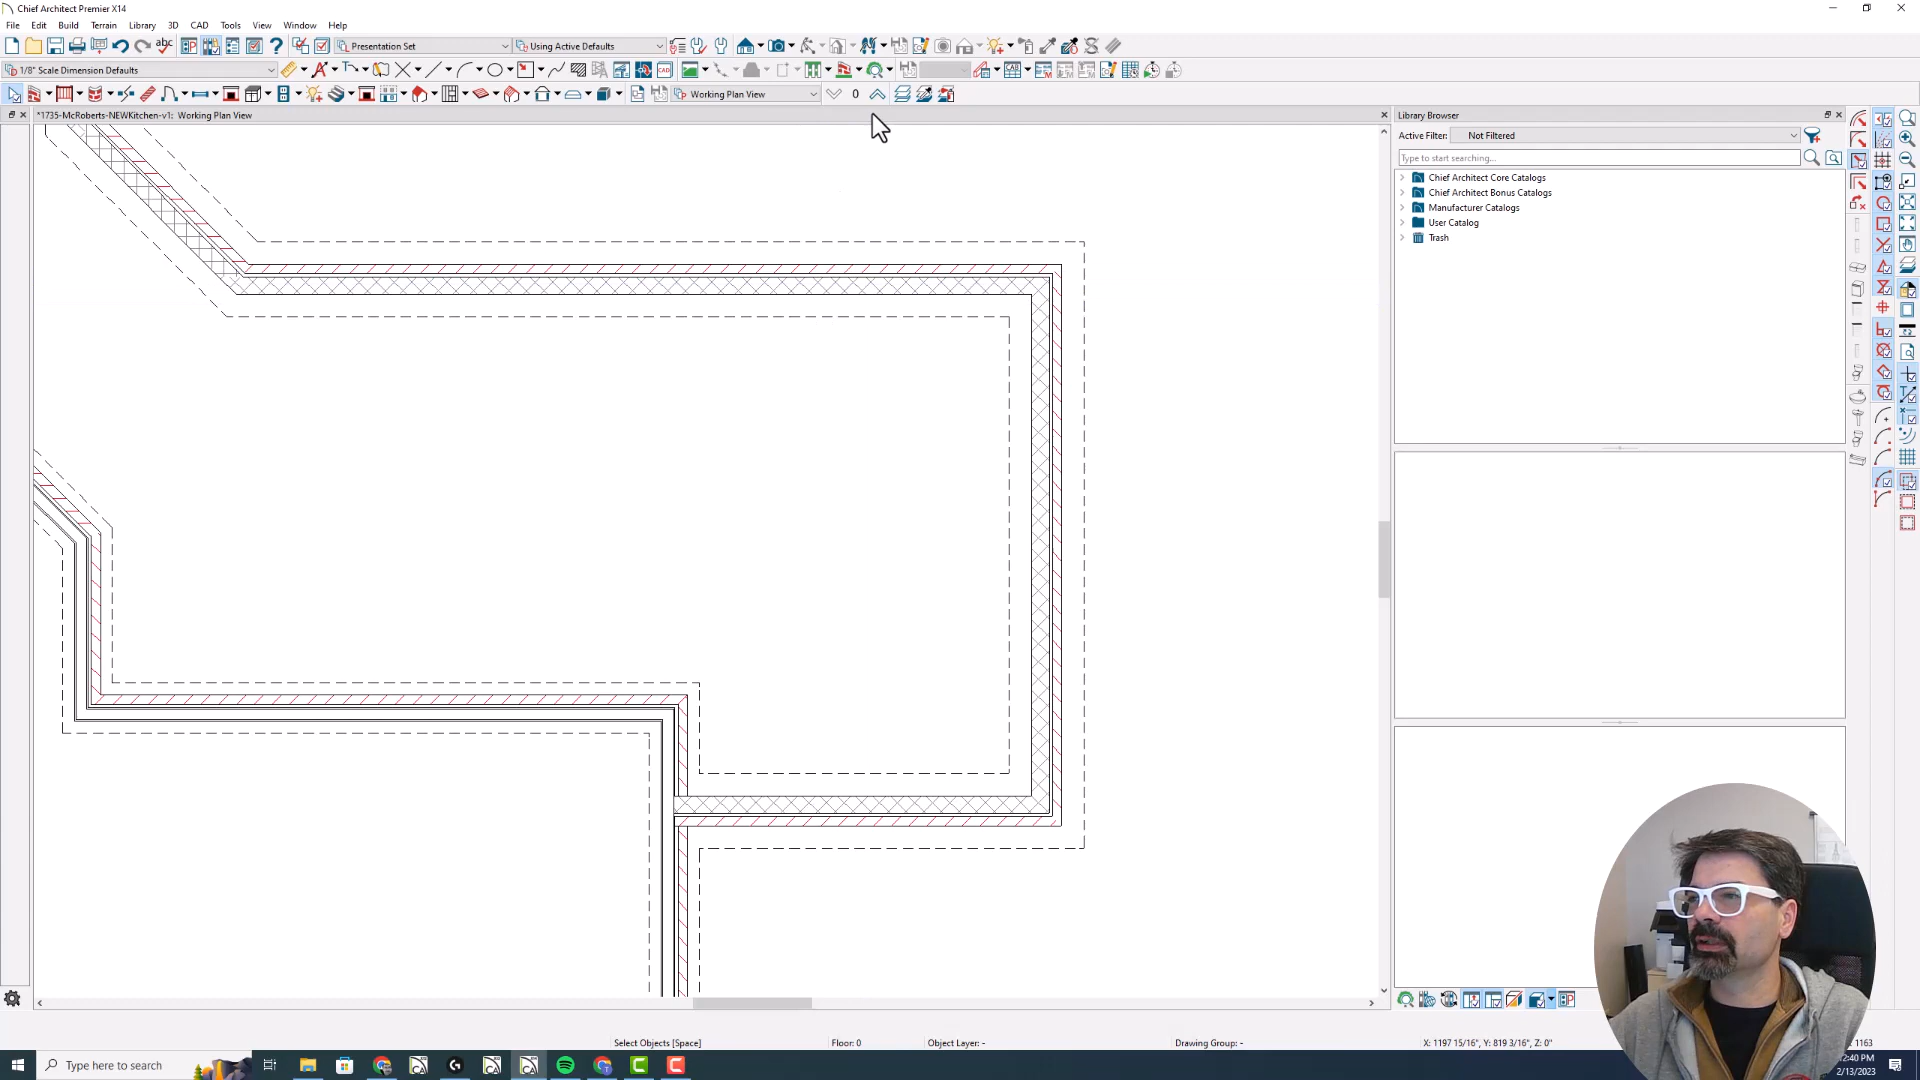 Chief Architect Premier X14
File Edit Build Terrain Library 3D CAD Tools View Window Help
abc Presentation Set Using Active Defaults
1/8" Scale Dimension Defaults
Working Plan View 0
*1735-McRoberts-NEWKitchen-v1: Working Plan View
Library Browser
Active Filter: Not Filtered
Type to start searching...
Chief Architect Core Catalogs
Chief Architect Bonus Catalogs
Manufacturer Catalogs
User Catalog
Trash
Select Objects [Space] Floor: 0 Object Layer: - Drawing Group: - X: 1197 15/16", Y: 819 3/16", Z: 0" 1163
Type here to search
12:40 PM
2/13/2023